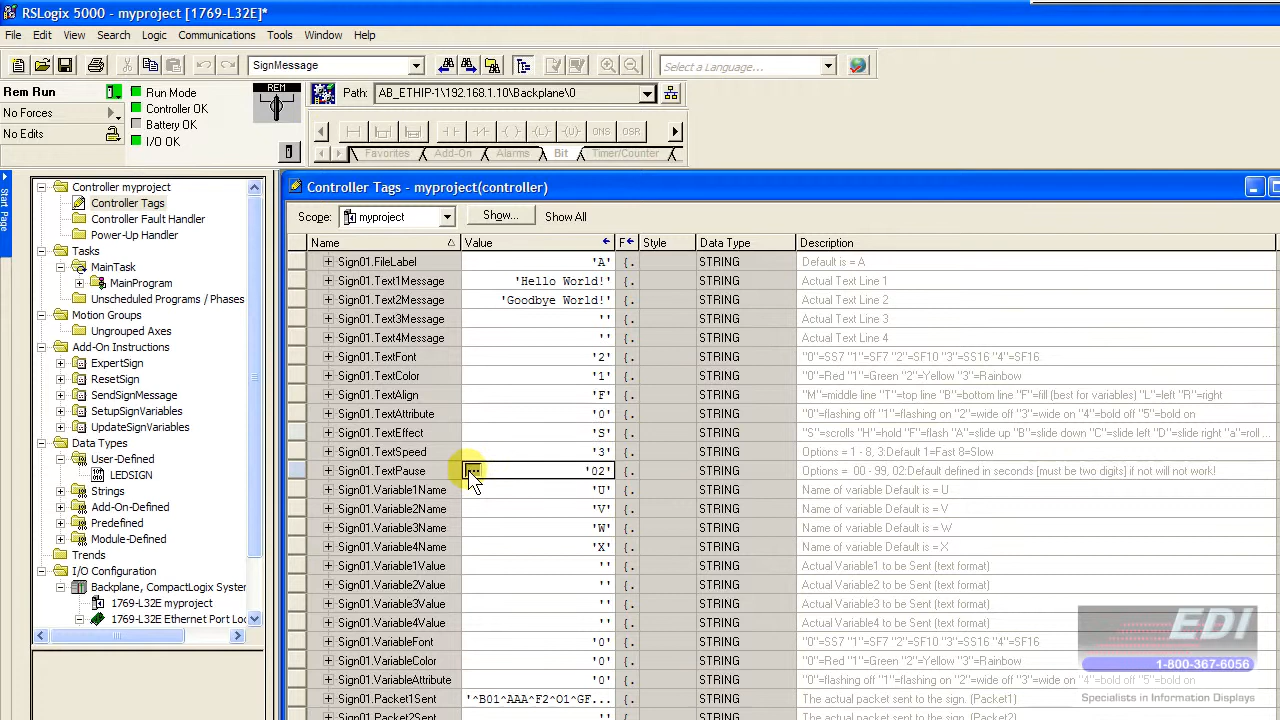 RSLogix 5000 - myproject [1769-L32E]*
File Edit View Search Logic Communications Tools Window Help
SignMessage
Select a Language...
Rem Run
No Forces
No Edits
Run Mode
Controller OK
Battery OK
I/O OK
REM
Path: AB_ETHIP-1\192.168.1.10\Backplane\0
ONS OSR
Favorites Add-On Alarms Bit Timer/Counter
Start Page
Controller myproject
Controller Tags
Controller Fault Handler
Power-Up Handler
Tasks
MainTask
MainProgram
Unscheduled Programs / Phases
Motion Groups
Ungrouped Axes
Add-On Instructions
ExpertSign
ResetSign
SendSignMessage
SetupSignVariables
UpdateSignVariables
Data Types
User-Defined
LEDSIGN
Strings
Add-On-Defined
Predefined
Module-Defined
Trends
I/O Configuration
Backplane, CompactLogix System
1769-L32E myproject
1769-L32E Ethernet Port Loc
Controller Tags - myproject(controller)
Scope: myproject Show... Show All
Name Value F Style Data Type Description
Sign01.FileLabel 'A' {. STRING Default is = A
Sign01.Text1Message 'Hello World!' {. STRING Actual Text Line 1
Sign01.Text2Message 'Goodbye World!' {. STRING Actual Text Line 2
Sign01.Text3Message '' {. STRING Actual Text Line 3
Sign01.Text4Message '' {. STRING Actual Text Line 4
Sign01.TextFont '2' {. STRING "0"=SS7 "1"=SF7 "2"=SF10 "3"=SS16 "4"=SF16
Sign01.TextColor '1' {. STRING "0"=Red "1"=Green "2"=Yellow "3"=Rainbow
Sign01.TextAlign 'F' {. STRING "M"=middle line "T"=top line "B"=bottom line "F"=fill (best for variables) "L"=left "R"=right
Sign01.TextAttribute '0' {. STRING "0"=flashing off "1"=flashing on "2"=wide off "3"=wide on "4"=bold off "5"=bold on
Sign01.TextEffect 'S' {. STRING "S"=scrolls "H"=hold "F"=flash "A"=slide up "B"=slide down "C"=slide left "D"=slide right "a"=roll ...
Sign01.TextSpeed '3' {. STRING Options = 1 - 8, 3:Default 1=Fast 8=Slow
Sign01.TextPause '02' {. STRING Options = 00 - 99, 02:Default defined in seconds [must be two digits] if not will not work!
Sign01.Variable1Name 'U' {. STRING Name of variable Default is = U
Sign01.Variable2Name 'V' {. STRING Name of variable Default is = V
Sign01.Variable3Name 'W' {. STRING Name of variable Default is = W
Sign01.Variable4Name 'X' {. STRING Name of variable Default is = X
Sign01.Variable1Value '' {. STRING Actual Variable1 to be Sent (text format)
Sign01.Variable2Value '' {. STRING Actual Variable2 to be Sent (text format)
Sign01.Variable3Value '' {. STRING Actual Variable3 to be Sent (text format)
Sign01.Variable4Value '' {. STRING Actual Variable4 to be Sent (text format)
Sign01.VariableFont '0' {. STRING "0"=SS7 "1"=SF7 "2"=SF10 "3"=SS16 "4"=SF16
Sign01.VariableColor '0' {. STRING "0"=Red "1"=Green "2"=Yellow "3"=Rainbow
Sign01.VariableAttribute '0' {. STRING "0"=flashing off "1"=flashing on "2"=wide off "3"=wide on "4"=bold off "5"=bold on
Sign01.Packet1Sent '^B01^AAA^F2^O1^GF... {. STRING The actual packet sent to the sign. (Packet1)
Sign01.Packet2Sent
EDI
1-800-367-6056
Specialists in Information Displays